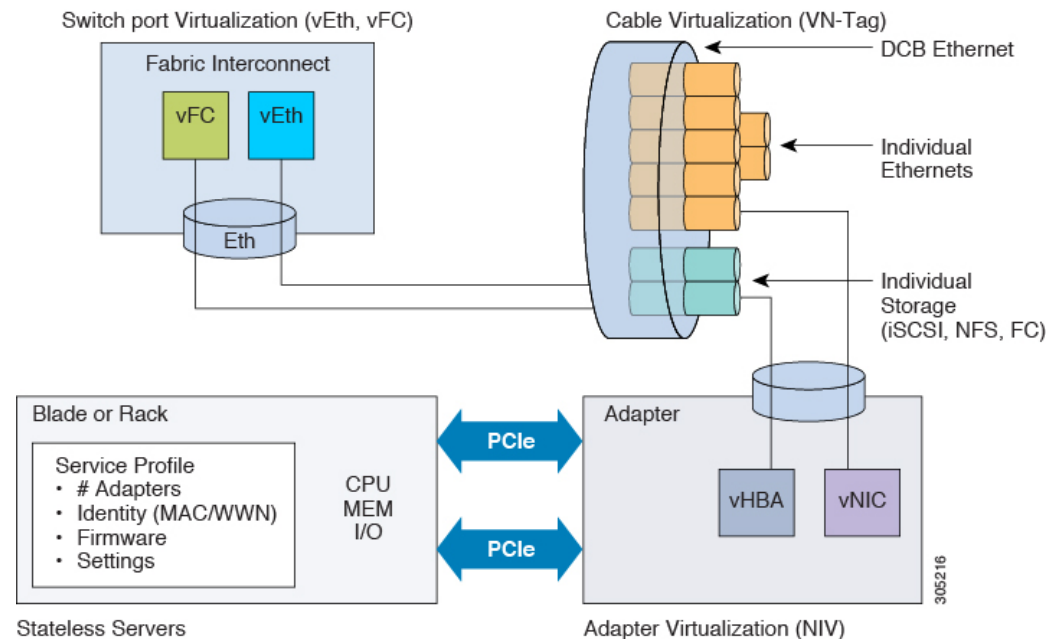 Switch port Virtualization (vEth, vFC)
Fabric Interconnect
vFC
vEth
Eth
Cable Virtualization (VN-Tag)
DCB Ethernet
Individual
Ethernets
Individual
Storage
(iSCSI, NFS, FC)
Blade or Rack
Service Profile
• # Adapters
• Identity (MAC/WWN)
• Firmware
• Settings
CPU
MEM
I/O
PCIe
PCIe
Adapter
vHBA
vNIC
305216
Stateless Servers
Adapter Virtualization (NIV)